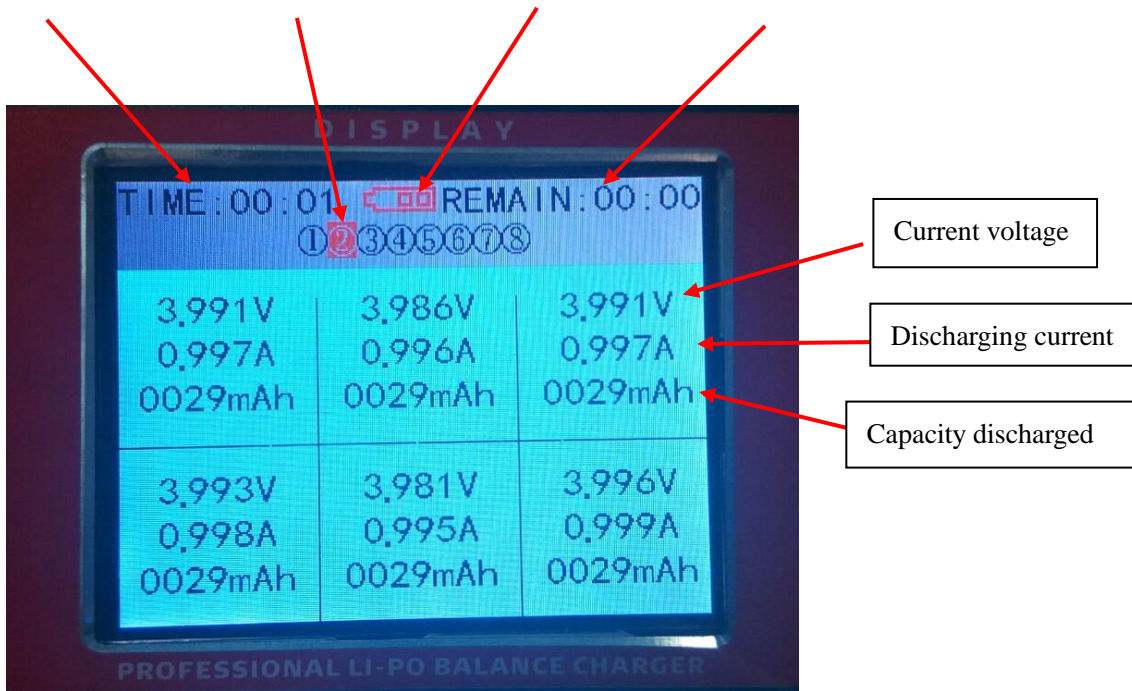 DISPLAY
TIME:00:01 REMAIN:00:00
①②③④⑤⑥⑦⑧
3.991V 3.986V 3.991V
0.997A 0.996A 0.997A
0029mAh 0029mAh 0029mAh
3.993V 3.981V 3.996V
0.998A 0.995A 0.999A
0029mAh 0029mAh 0029mAh
PROFESSIONAL LI-PO BALANCE CHARGER
Current voltage
Discharging current
Capacity discharged